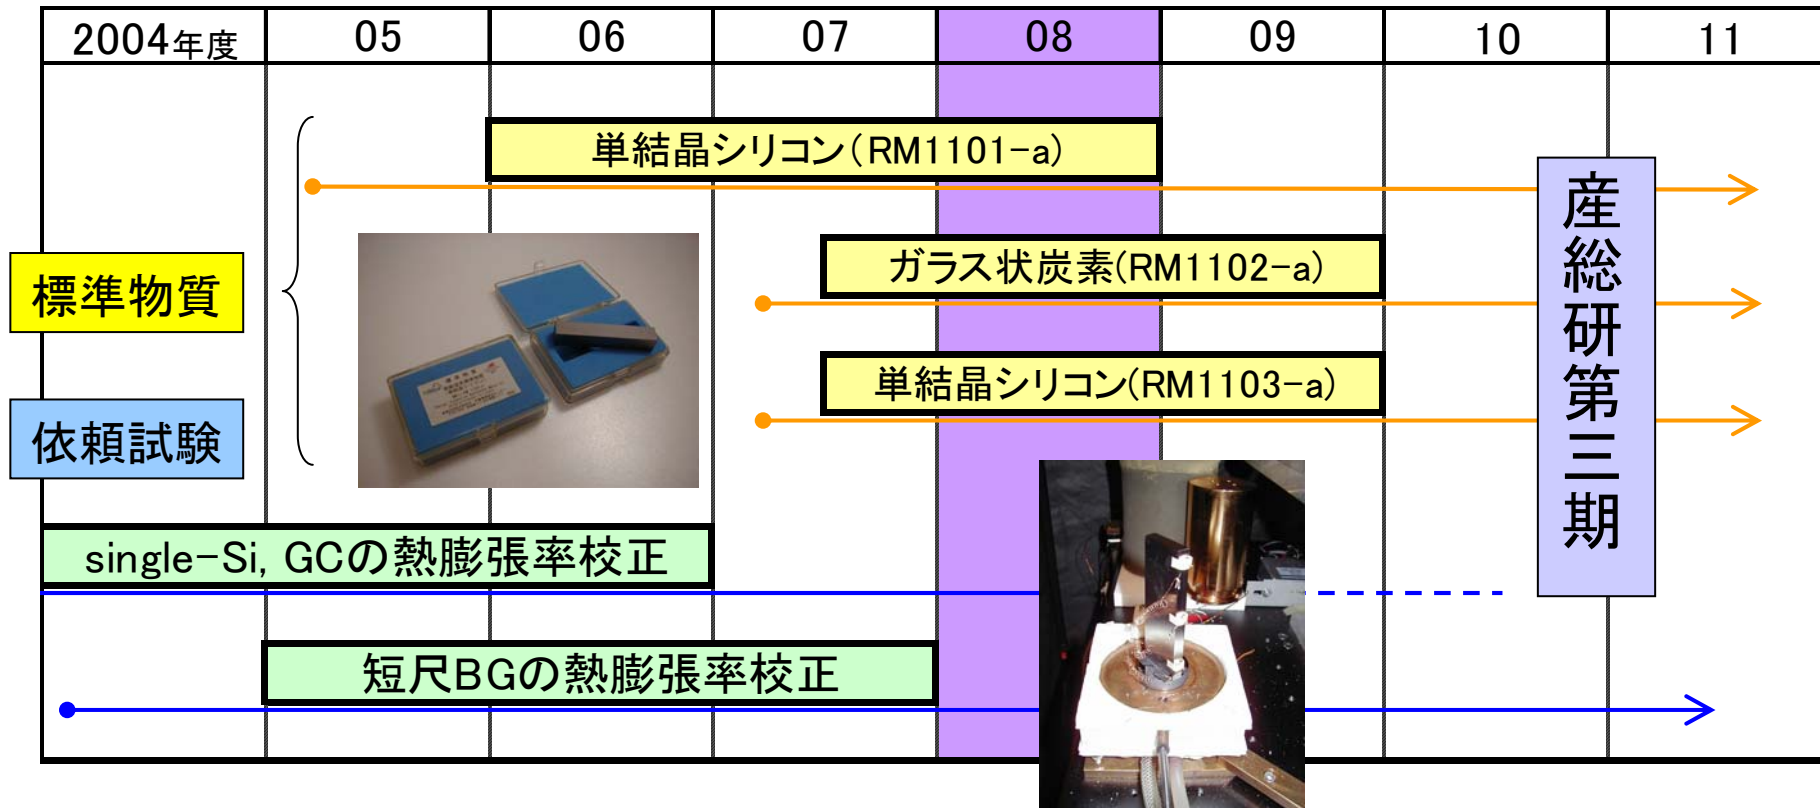 2004年度 05 06 07 08 09 10 11
単結晶シリコン(RM1101-a)
ガラス状炭素(RM1102-a)
標準物質
単結晶シリコン(RM1103-a)
依頼試験
産総研第三期
single-Si, GCの熱膨張率校正
短尺BGの熱膨張率校正